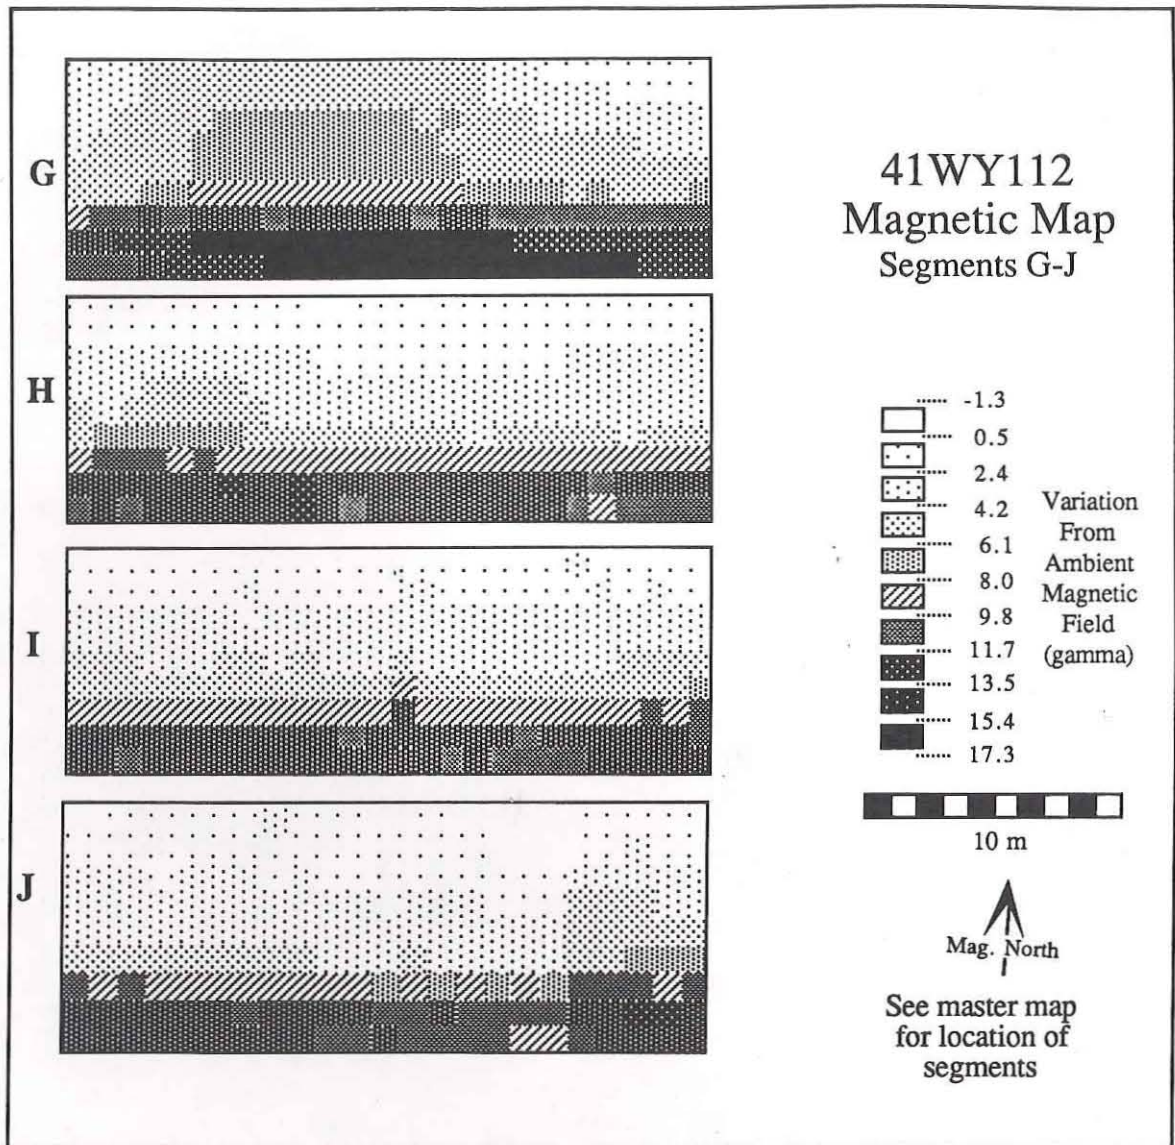 41WY112
Magnetic Map
Segments G-J
G
H
I
J
-1.3
0.5
2.4
4.2
6.1
8.0
9.8
11.7
13.5
15.4
17.3
Variation
From
Ambient
Magnetic
Field
(gamma)
10 m
Mag. North
See master map
for location of
segments